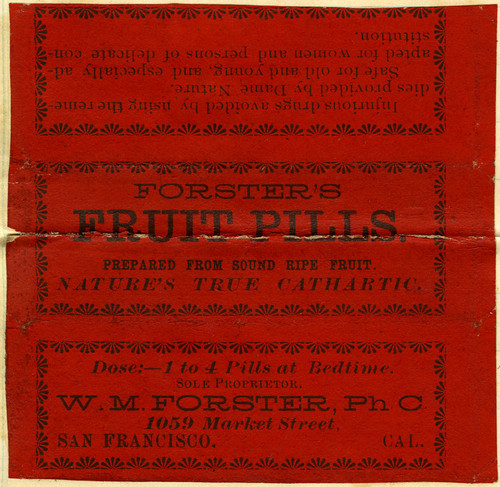 Injurious drugs avoided by using the reme-
dies provided by Dame Nature.
Safe for old and young, and especially ad-
apted for women and persons of delicate con-
stitution.
FORSTER'S
FRUIT PILLS.
PREPARED FROM SOUND RIPE FRUIT.
NATURE'S TRUE CATHARTIC.
Dose:—1 to 4 Pills at Bedtime.
SOLE PROPRIETOR.
W. M. FORSTER, Ph C
1059 Market Street,
SAN FRANCISCO. CAL.